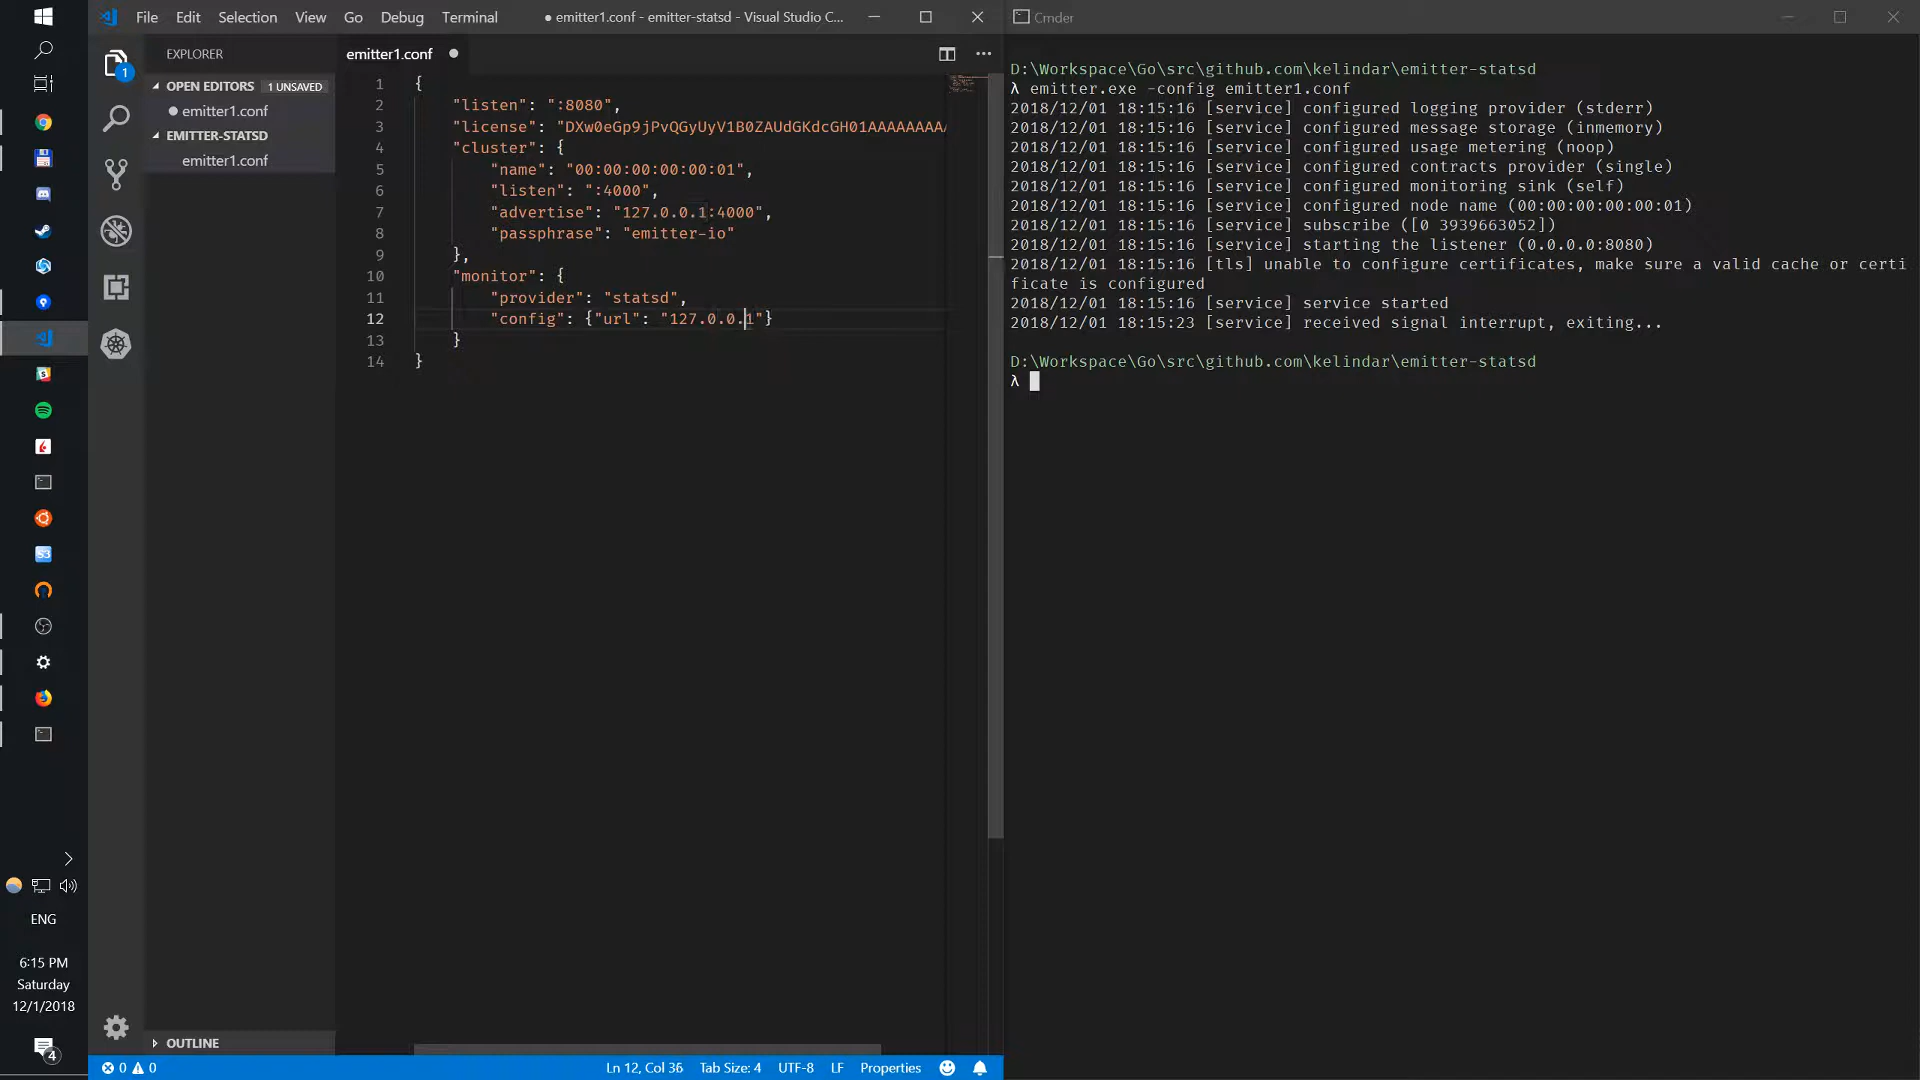 File Edit Selection View Go Debug Terminal
● emitter1.conf - emitter-statsd - Visual Studio C...
Cmder
EXPLORER
1
OPEN EDITORS 1 UNSAVED
emitter1.conf
EMITTER-STATSD
emitter1.conf
OUTLINE
emitter1.conf
1 {
2 "listen": ":8080",
3 "license": "DXw0eGp9jPvQGyUyV1B0ZAUdGKdcGH01AAAAAAAAA
4 "cluster": {
5 "name": "00:00:00:00:00:01",
6 "listen": ":4000",
7 "advertise": "127.0.0.1:4000",
8 "passphrase": "emitter-io"
9 },
10 "monitor": {
11 "provider": "statsd",
12 "config": {"url": "127.0.0.1"}
13 }
14 }
D:\Workspace\Go\src\github.com\kelindar\emitter-statsd
λ emitter.exe -config emitter1.conf
2018/12/01 18:15:16 [service] configured logging provider (stderr)
2018/12/01 18:15:16 [service] configured message storage (inmemory)
2018/12/01 18:15:16 [service] configured usage metering (noop)
2018/12/01 18:15:16 [service] configured contracts provider (single)
2018/12/01 18:15:16 [service] configured monitoring sink (self)
2018/12/01 18:15:16 [service] configured node name (00:00:00:00:00:01)
2018/12/01 18:15:16 [service] subscribe ([0 3939663052])
2018/12/01 18:15:16 [service] starting the listener (0.0.0.0:8080)
2018/12/01 18:15:16 [tls] unable to configure certificates, make sure a valid cache or certi
ficate is configured
2018/12/01 18:15:16 [service] service started
2018/12/01 18:15:23 [service] received signal interrupt, exiting...
D:\Workspace\Go\src\github.com\kelindar\emitter-statsd
λ
S3
ENG
6:15 PM
Saturday
12/1/2018
4
0 0
Ln 12, Col 36 Tab Size: 4 UTF-8 LF Properties